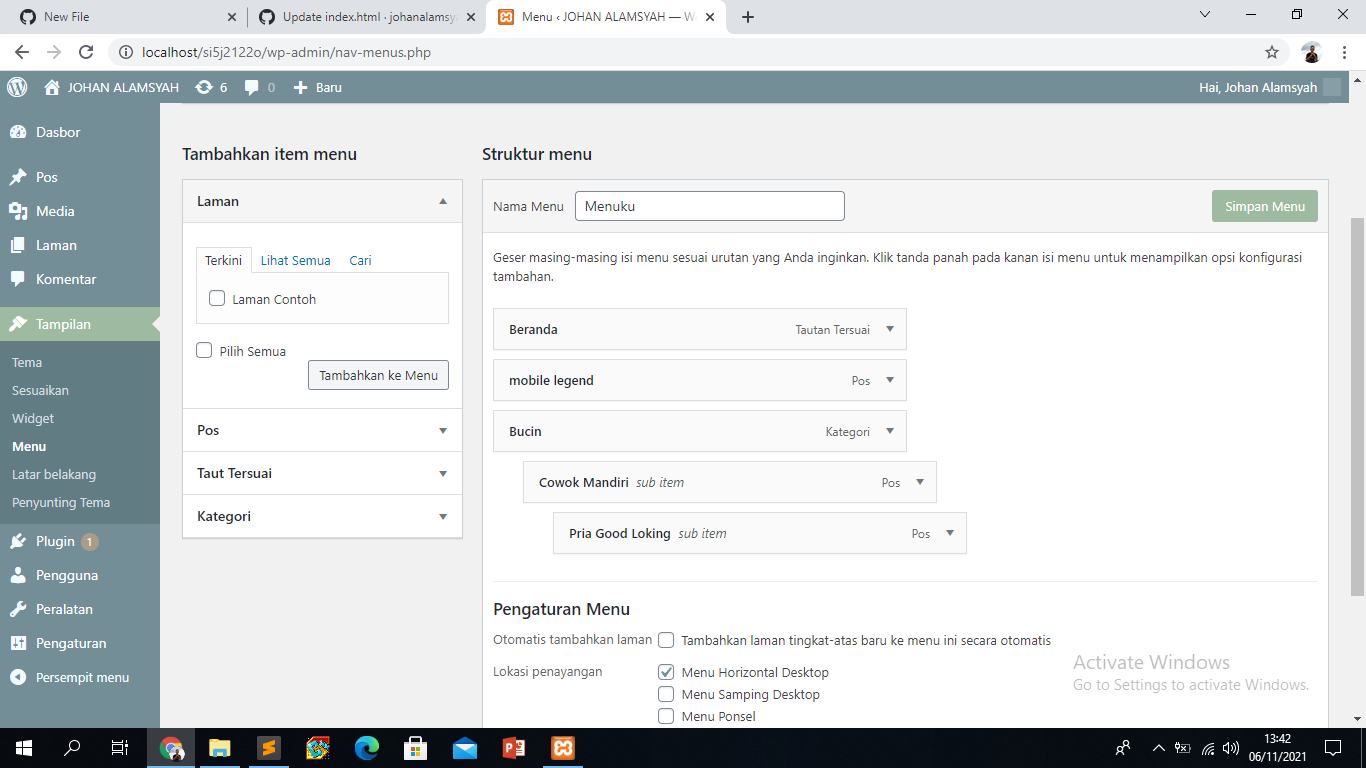 New File
Update index.html · johanalamsya
Menu ‹ JOHAN ALAMSYAH — W
localhost/si5j2122o/wp-admin/nav-menus.php
JOHAN ALAMSYAH 6 0 Baru
Hai, Johan Alamsyah
Dasbor
Pos
Media
Laman
Komentar
Tampilan
Tema
Sesuaikan
Widget
Menu
Latar belakang
Penyunting Tema
Plugin 1
Pengguna
Peralatan
Pengaturan
Persempit menu
Tambahkan item menu
Laman
Terkini Lihat Semua Cari
Laman Contoh
Pilih Semua
Tambahkan ke Menu
Pos
Taut Tersuai
Kategori
Struktur menu
Nama Menu Menuku Simpan Menu
Geser masing-masing isi menu sesuai urutan yang Anda inginkan. Klik tanda panah pada kanan isi menu untuk menampilkan opsi konfigurasi
tambahan.
Beranda Tautan Tersuai
mobile legend Pos
Bucin Kategori
Cowok Mandiri sub item Pos
Pria Good Loking sub item Pos
Pengaturan Menu
Otomatis tambahkan laman Tambahkan laman tingkat-atas baru ke menu ini secara otomatis
Lokasi penayangan Menu Horizontal Desktop
Menu Samping Desktop
Menu Ponsel
Activate Windows
Go to Settings to activate Windows.
13:42
06/11/2021